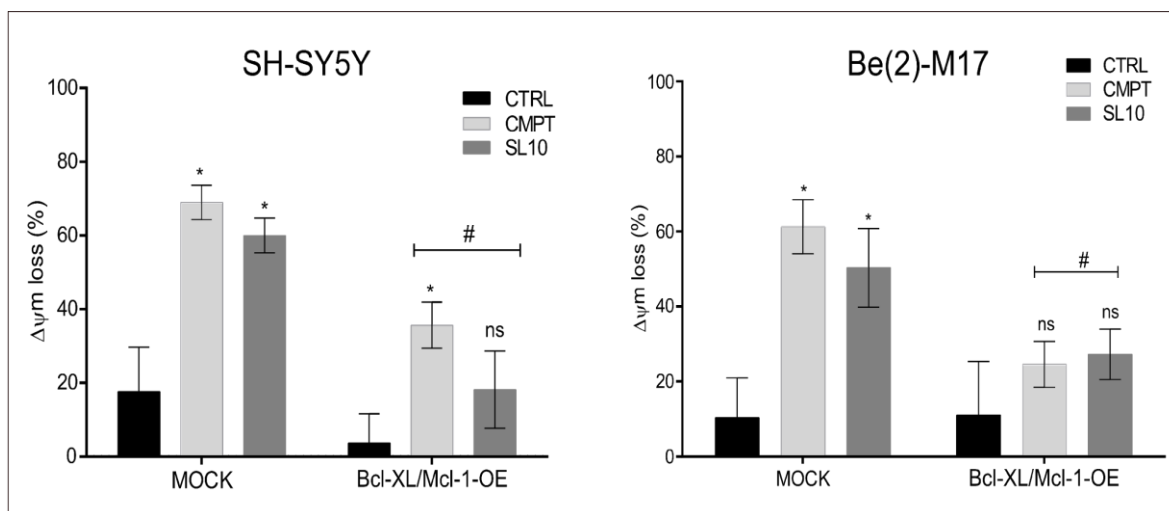 SH-SY5Y
100
80
60
40
20
0
Δψm loss (%)
CTRL
CMPT
SL10
*
*
#
*
ns
MOCK
Bcl-XL/Mcl-1-OE
Be(2)-M17
100
80
60
40
20
0
Δψm loss (%)
CTRL
CMPT
SL10
*
*
#
ns
ns
MOCK
Bcl-XL/Mcl-1-OE